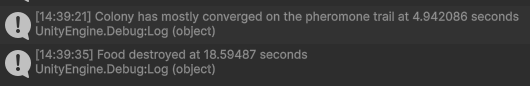 [14:39:21] Colony has mostly converged on the pheromone trail at 4.942086 seconds
UnityEngine.Debug:Log (object)
[14:39:35] Food destroyed at 18.59487 seconds
UnityEngine.Debug:Log (object)